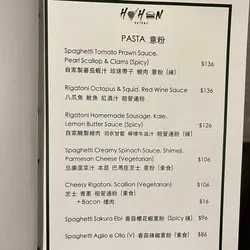 HOHAN
EATERY
PASTA 意粉
Spaghetti Tomato Prawn Sauce,
Pearl Scallop & Clams (Spicy) $136
自家製蕃茄蝦汁 珍珠帶子 蜆肉 意粉 (辣)
Rigatoni Octopus & Squid, Red Wine Sauce $136
八爪魚 魷魚 紅酒汁 粗管通粉
Rigatoni Homemade Sausage, Kale,
Lemon Butter Sauce (Spicy) $126
自家醃製豬肉 羽衣甘藍 檸檬牛油汁 粗管通粉
Spaghetti Creamy Spinach Sauce, Shimeji,
Parmesan Cheese (Vegetarian) $106
忌廉菠菜汁 本菇 巴馬臣芝士 意粉 (素食)
Cheesy Rigatoni, Scallion (Vegetarian) $106
芝士 青蔥 粗管通粉 (素食)
+ Bacon 煙肉 $16
Spaghetti Sakura Ebi 香蒜櫻花蝦意粉 (Spicy 辣) $96
Spaghetti Aglio e Olio (V) 香蒜辣椒意粉 (素食) $86